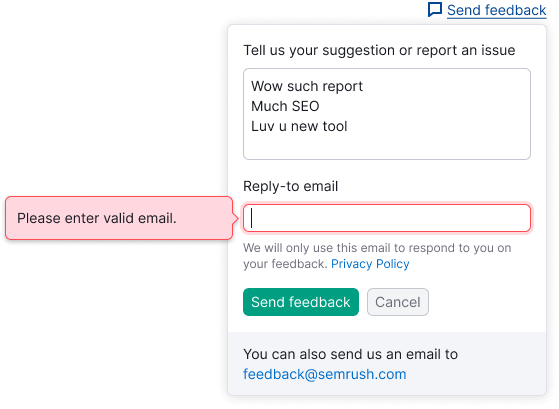 Send feedback
Tell us your suggestion or report an issue
Wow such report
Much SEO
Luv u new tool
Reply-to email
Please enter valid email.
We will only use this email to respond to you on
your feedback. Privacy Policy
Send feedback Cancel
You can also send us an email to
feedback@semrush.com